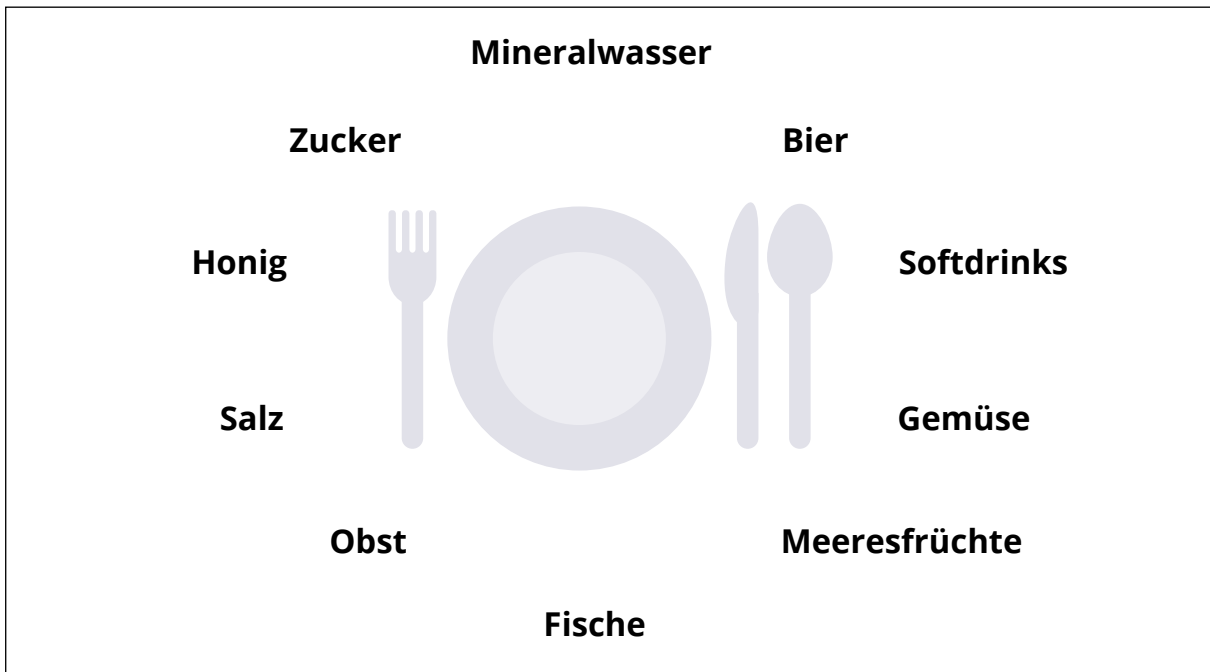 Mineralwasser
Zucker
Bier
Honig
Softdrinks
Salz
Gemüse
Obst
Meeresfrüchte
Fische